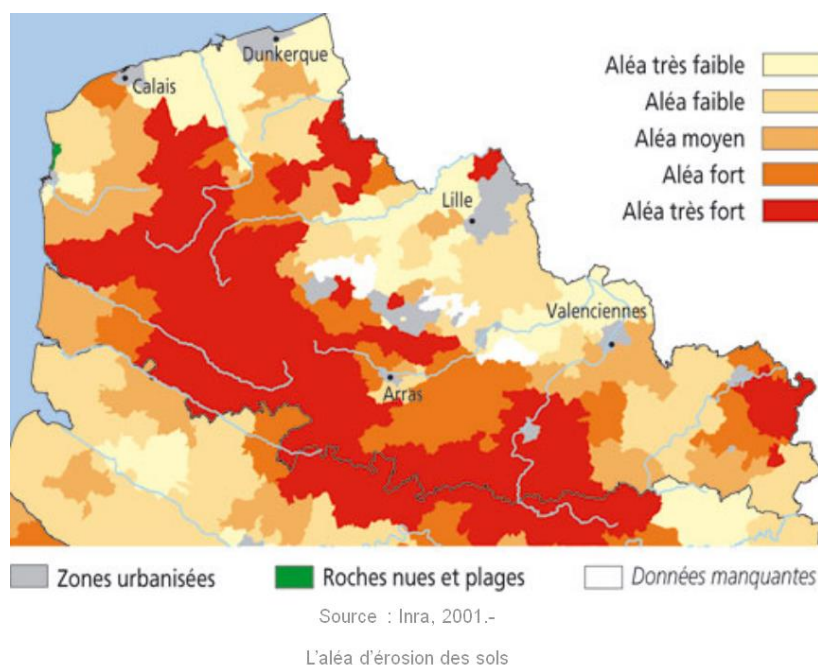 Dunkerque
Calais
Aléa très faible
Aléa faible
Aléa moyen
Aléa fort
Aléa très fort
Lille
Valenciennes
Arras
Zones urbanisées
Roches nues et plages
Données manquantes
Source : Inra, 2001.-
L'aléa d'érosion des sols